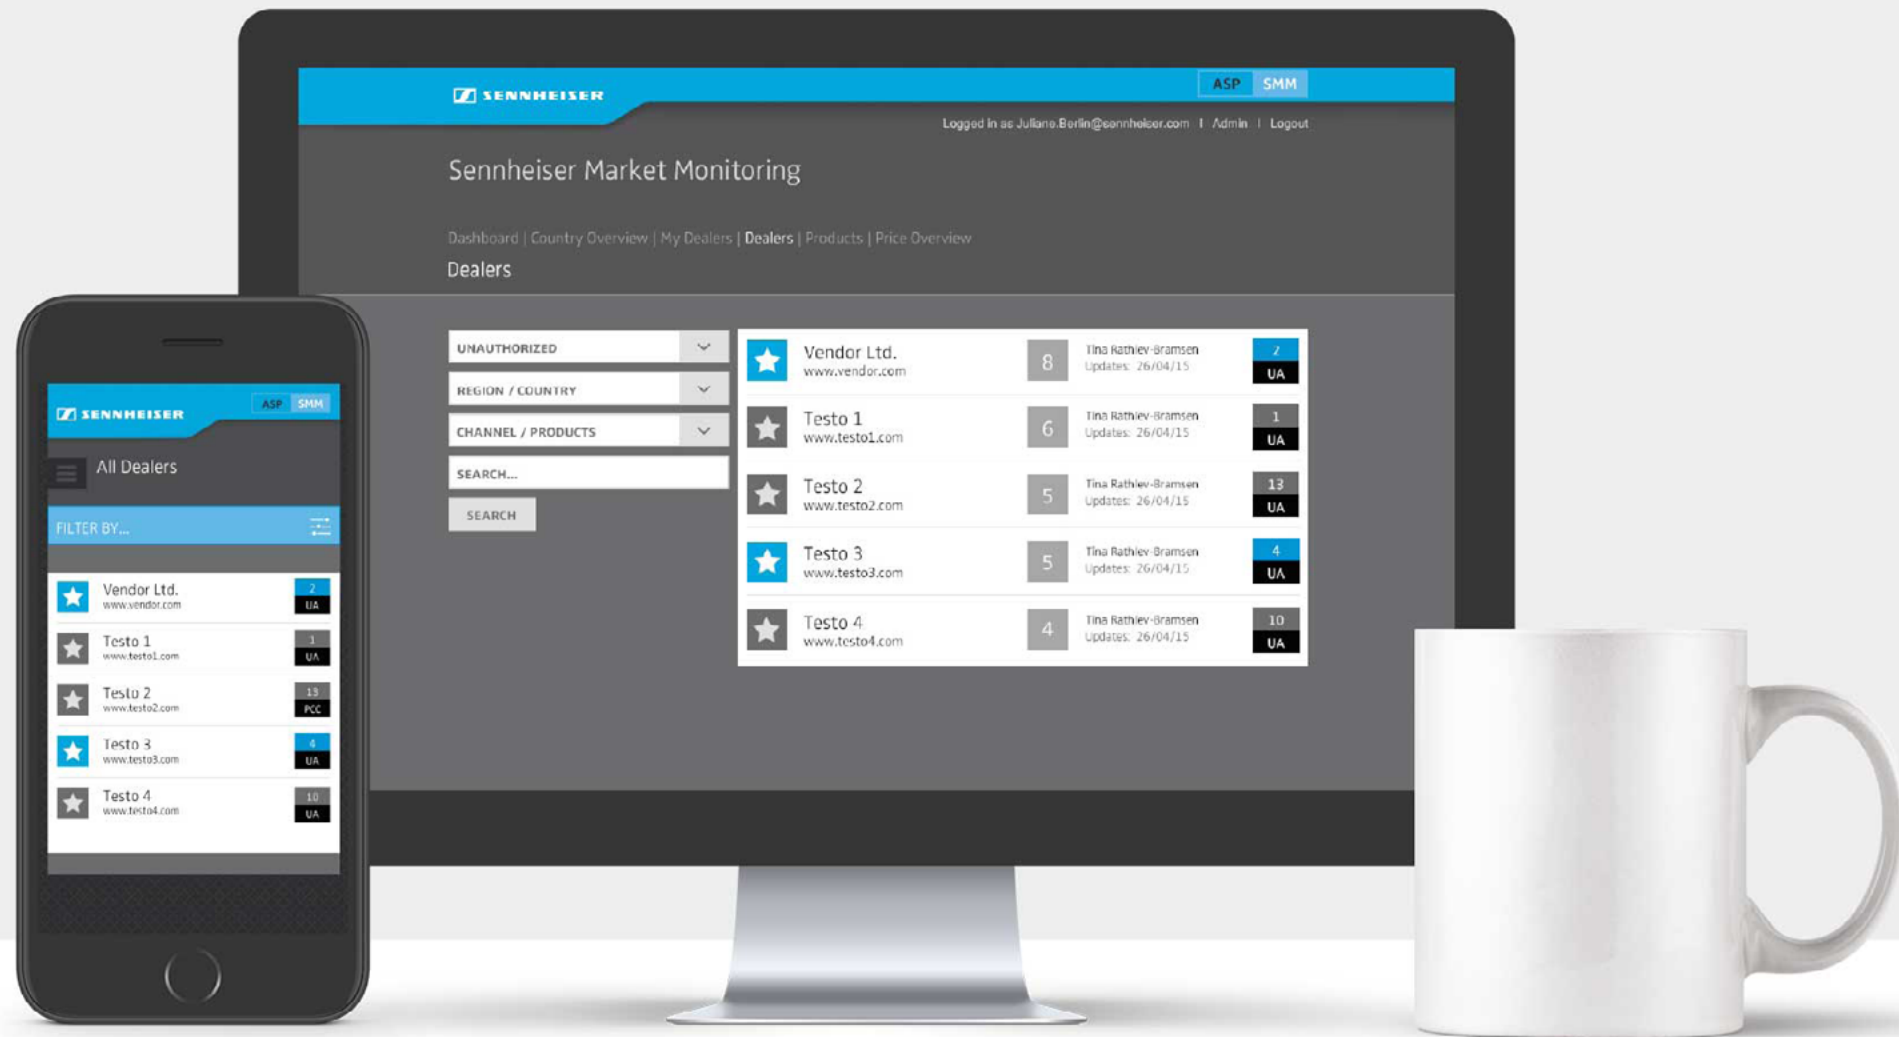 SENNHEISER
ASP SMM
Logged in as Juliane.Berlin@sennheiser.com | Admin | Logout
Sennheiser Market Monitoring
Dashboard | Country Overview | My Dealers | Dealers | Products | Price Overview
Dealers
UNAUTHORIZED
REGION / COUNTRY
CHANNEL / PRODUCTS
SEARCH...
SEARCH
Vendor Ltd.
www.vendor.com
8
Tina Rathlev-Bramsen
Updates: 26/04/15
2
UA
Testo 1
www.testo1.com
6
Tina Rathlev-Bramsen
Updates: 26/04/15
1
UA
Testo 2
www.testo2.com
5
Tina Rathlev-Bramsen
Updates: 26/04/15
13
UA
Testo 3
www.testo3.com
5
Tina Rathlev-Bramsen
Updates: 26/04/15
4
UA
Testo 4
www.testo4.com
4
Tina Rathlev-Bramsen
Updates: 26/04/15
10
UA
SENNHEISER
ASP SMM
All Dealers
FILTER BY...
Vendor Ltd.
www.vendor.com
2
UA
Testo 1
www.testo1.com
1
UA
Testo 2
www.testo2.com
13
PCC
Testo 3
www.testo3.com
4
UA
Testo 4
www.testo4.com
10
UA